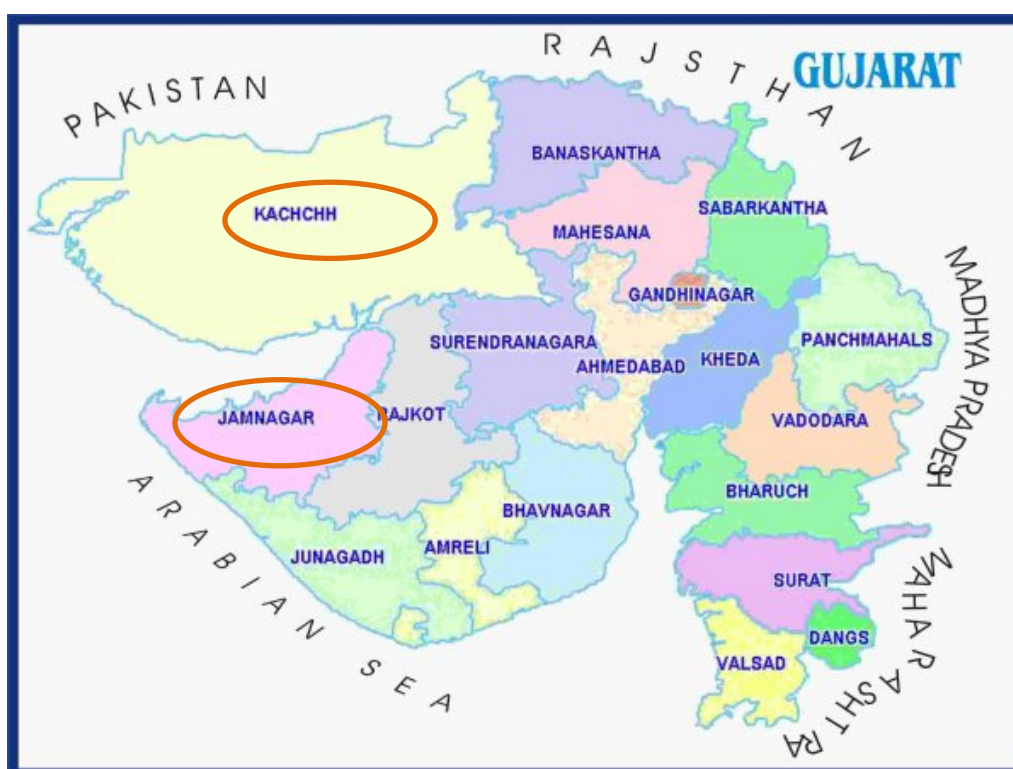 PAKISTAN
RAJSTHAN
GUJARAT
BANASKANTHA
KACHCHH
SABARKANTHA
MAHESANA
GANDHINAGAR
MADHYA PRADESH
SURENDRANAGARA
PANCHMAHALS
AHMEDABAD
KHEDA
JAMNAGAR
RAJKOT
VADODARA
BHARUCH
BHAVNAGAR
ARABIAN SEA
JUNAGADH
AMRELI
SURAT
MAHARASHTRA
DANGS
VALSAD